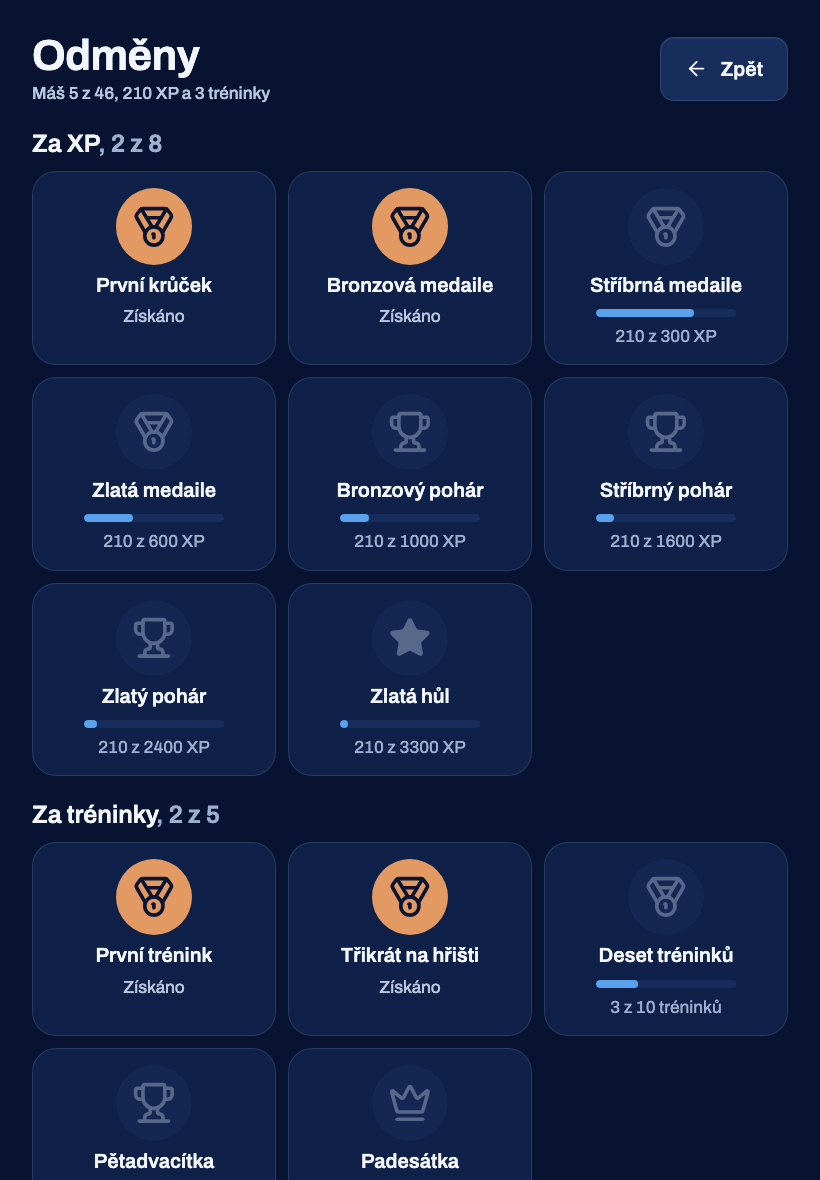 Odměny
Máš 5 z 46, 210 XP a 3 tréninky
Zpět
Za XP, 2 z 8
První krůček
Získáno
Bronzová medaile
Získáno
Stříbrná medaile
210 z 300 XP
Zlatá medaile
210 z 600 XP
Bronzový pohár
210 z 1000 XP
Stříbrný pohár
210 z 1600 XP
Zlatý pohár
210 z 2400 XP
Zlatá hůl
210 z 3300 XP
Za tréninky, 2 z 5
První trénink
Získáno
Třikrát na hřišti
Získáno
Deset tréninků
3 z 10 tréninků
Pětadvacítka
Padesátka